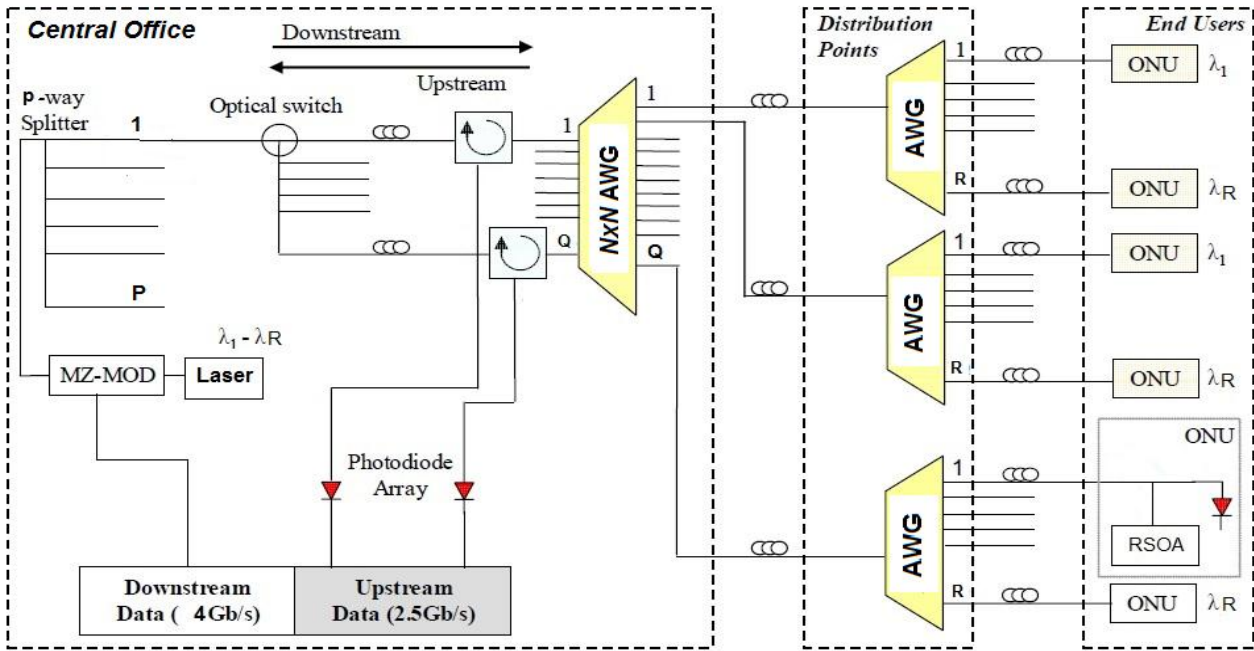 Central Office
Downstream
Upstream
P -way
Splitter
1
Optical switch
1
1
NxN AWG
Q
Q
P
λ1 - λR
MZ-MOD
Laser
Photodiode
Array
Downstream
Data ( 4Gb/s)
Upstream
Data (2.5Gb/s)
Distribution
Points
1
AWG
R
1
AWG
R
1
AWG
R
End Users
ONU λ1
ONU λR
ONU λ1
ONU λR
ONU
RSOA
ONU λR